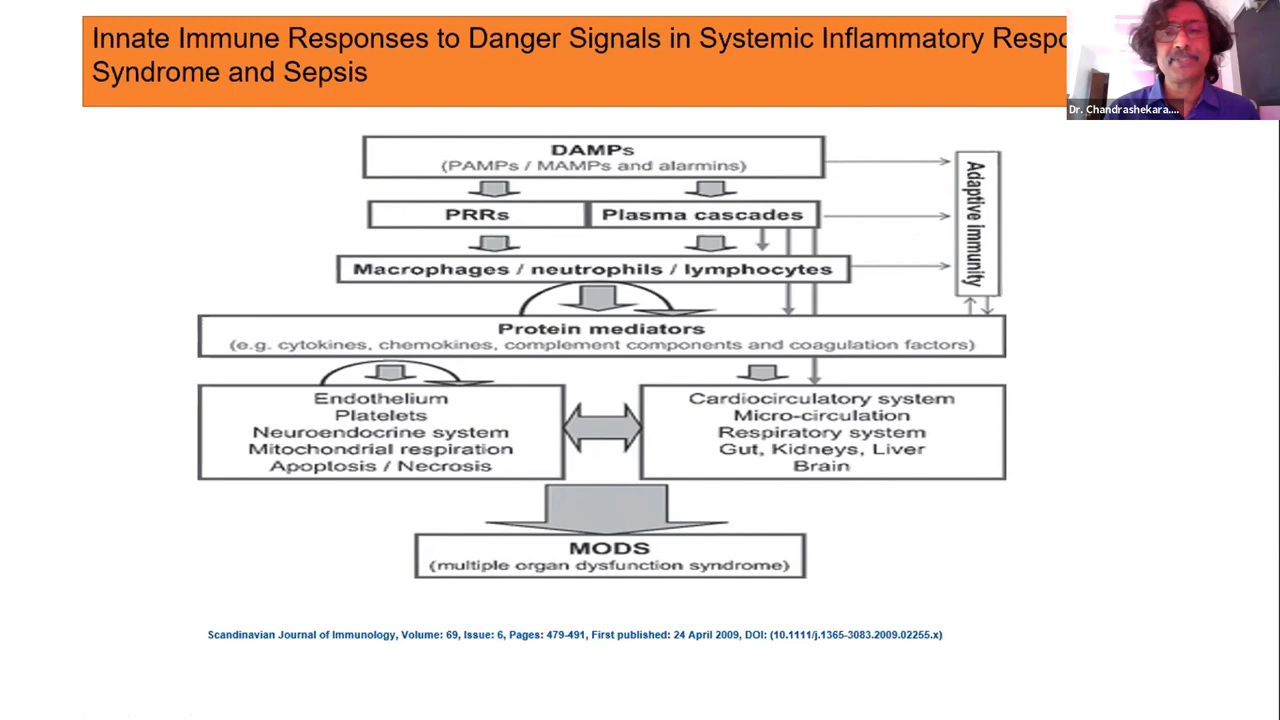 Innate Immune Responses to Danger Signals in Systemic Inflammatory
Syndrome and Sepsis
Dr. Chandrashekara....
DAMPs
(PAMPs / MAMPs and alarmins)
PRRs
Plasma cascades
Adaptive immunity
Macrophages / neutrophils / lymphocytes
Protein mediators
(e.g. cytokines, chemokines, complement components and coagulation factors)
Endothelium
Platelets
Neuroendocrine system
Mitochondrial respiration
Apoptosis / Necrosis
Cardiocirculatory system
Micro-circulation
Respiratory system
Gut, Kidneys, Liver
Brain
MODS
(multiple organ dysfunction syndrome)
Scandinavian Journal of Immunology, Volume: 69, Issue: 6, Pages: 479-491, First published: 24 April 2009, DOI: (10.1111/j.1365-3083.2009.02255.x)